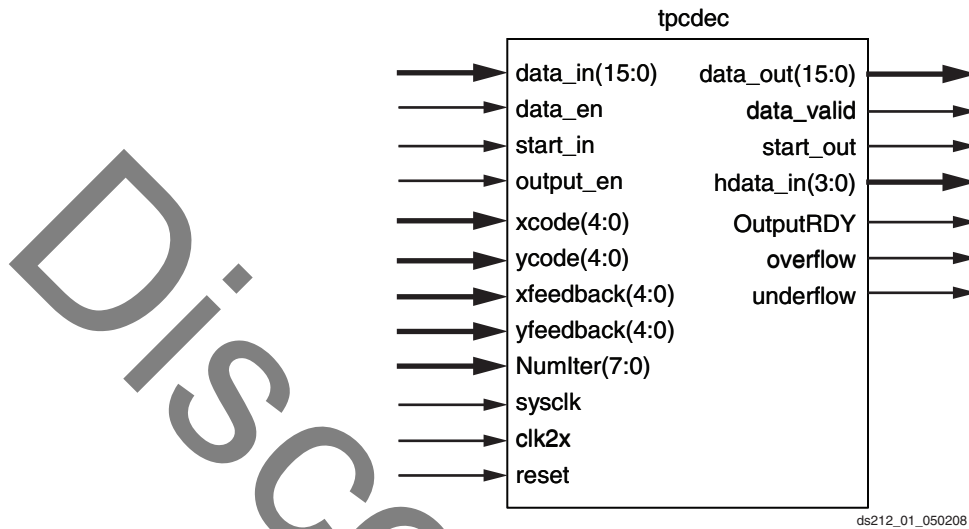 tpcdec
data_in(15:0) data_out(15:0)
data_en data_valid
start_in start_out
output_en hdata_in(3:0)
xcode(4:0) OutputRDY
ycode(4:0) overflow
xfeedback(4:0) underflow
yfeedback(4:0)
NumIter(7:0)
sysclk
clk2x
reset
ds212_01_050208
Disc